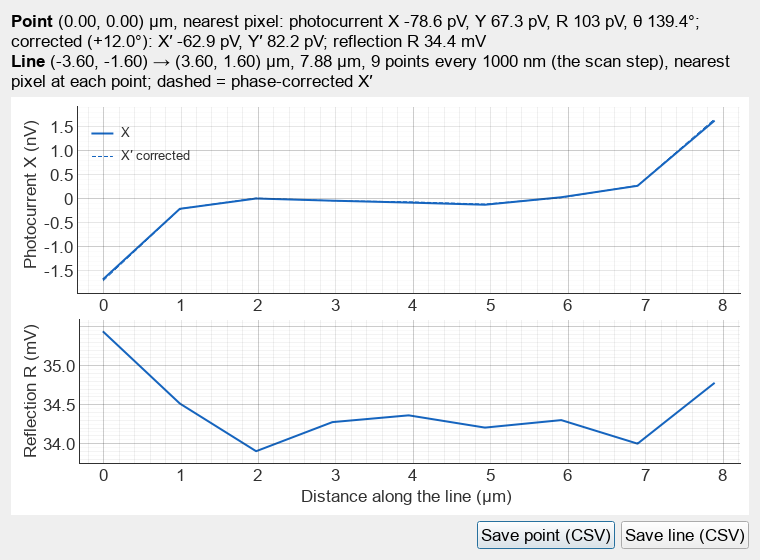 Point (0.00, 0.00) µm, nearest pixel: photocurrent X -78.6 pV, Y 67.3 pV, R 103 pV, θ 139.4°;
corrected (+12.0°): X′ -62.9 pV, Y′ 82.2 pV; reflection R 34.4 mV
Line (-3.60, -1.60) → (3.60, 1.60) µm, 7.88 µm, 9 points every 1000 nm (the scan step), nearest
pixel at each point; dashed = phase-corrected X′
Photocurrent X (nV)
1.5
1.0
0.5
0
-0.5
-1.0
-1.5
X
X′ corrected
0 1 2 3 4 5 6 7 8
Reflection R (mV)
35.0
34.5
34.0
0 1 2 3 4 5 6 7 8
Distance along the line (µm)
Save point (CSV) Save line (CSV)